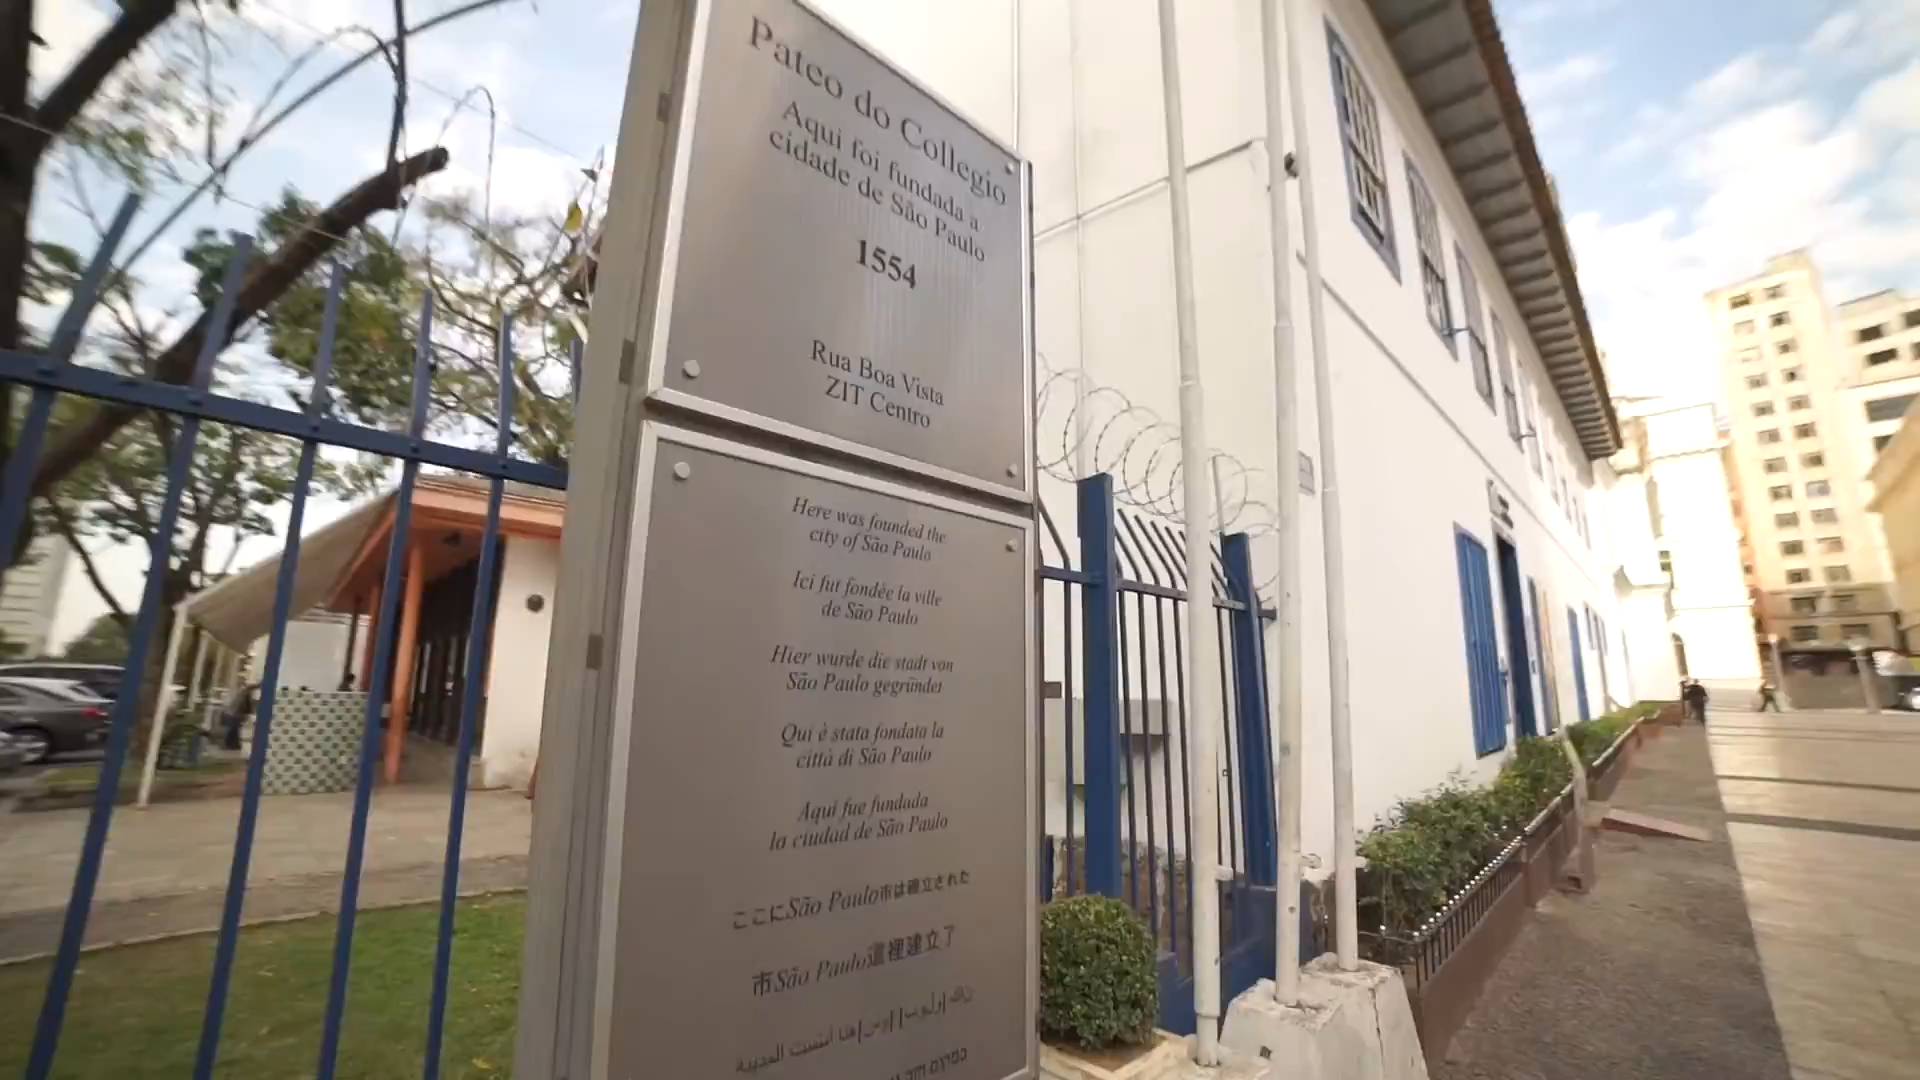 Pateo do Collegio
Aqui foi fundada a
cidade de São Paulo
1554
Rua Boa Vista
ZIT Centro
Here was founded the
city of São Paulo
Ici fut fondée la ville
de São Paulo
Hier wurde die stadt von
São Paulo gegründet
Qui è stata fondata la
città di São Paulo
Aqui fue fundada
la ciudad de São Paulo
ここにSão Paulo市は確立された
市São Paulo這裡建立了